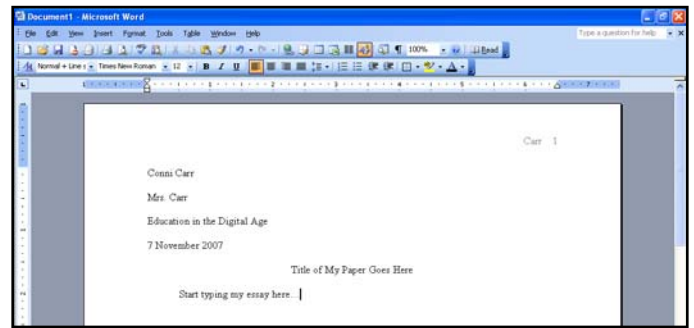 Document1 - Microsoft Word
File Edit View Insert Format Tools Table Window Help
Type a question for help
100%
Read
Normal + Line s
Times New Roman
12
B I U
Carr 1
Conni Carr
Mrs. Carr
Education in the Digital Age
7 November 2007
Title of My Paper Goes Here
Start typing my essay here...